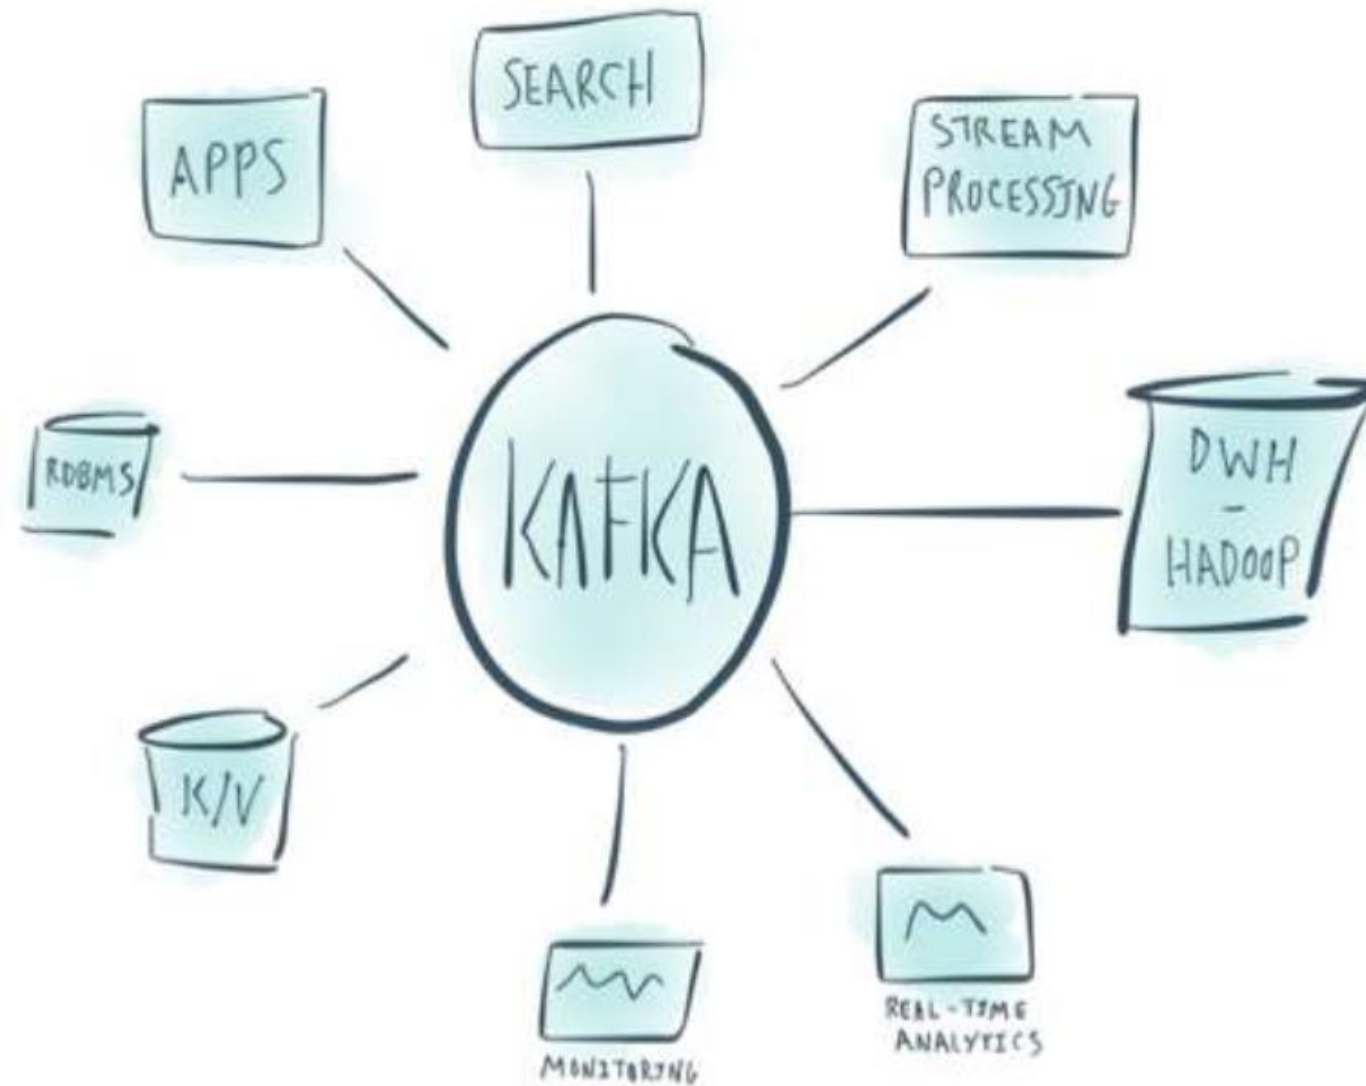 SEARCH
APPS
STREAM
PROCESSING
KAFKA
RDBMS
DWH
-
HADOOP
K/V
MONITORING
REAL-TIME
ANALYTICS